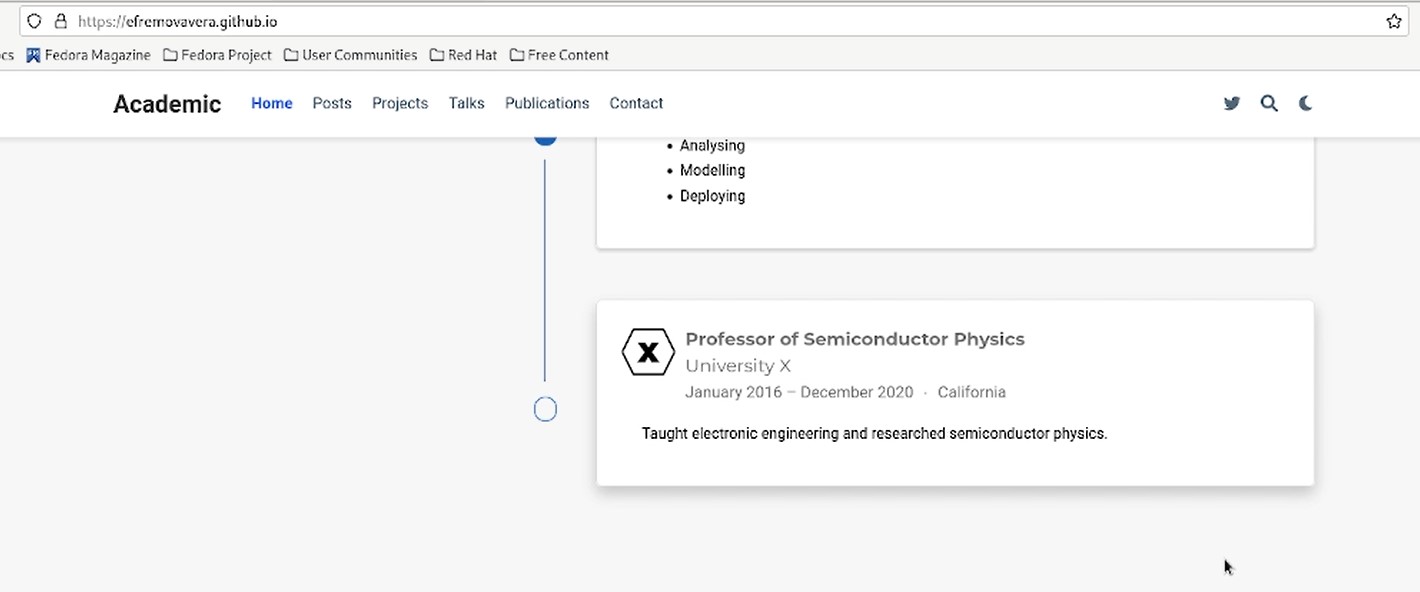 https://efremovavera.github.io
cs Fedora Magazine Fedora Project User Communities Red Hat Free Content
Academic Home Posts Projects Talks Publications Contact
• Analysing
• Modelling
• Deploying
X
Professor of Semiconductor Physics
University X
January 2016 – December 2020 · California
Taught electronic engineering and researched semiconductor physics.